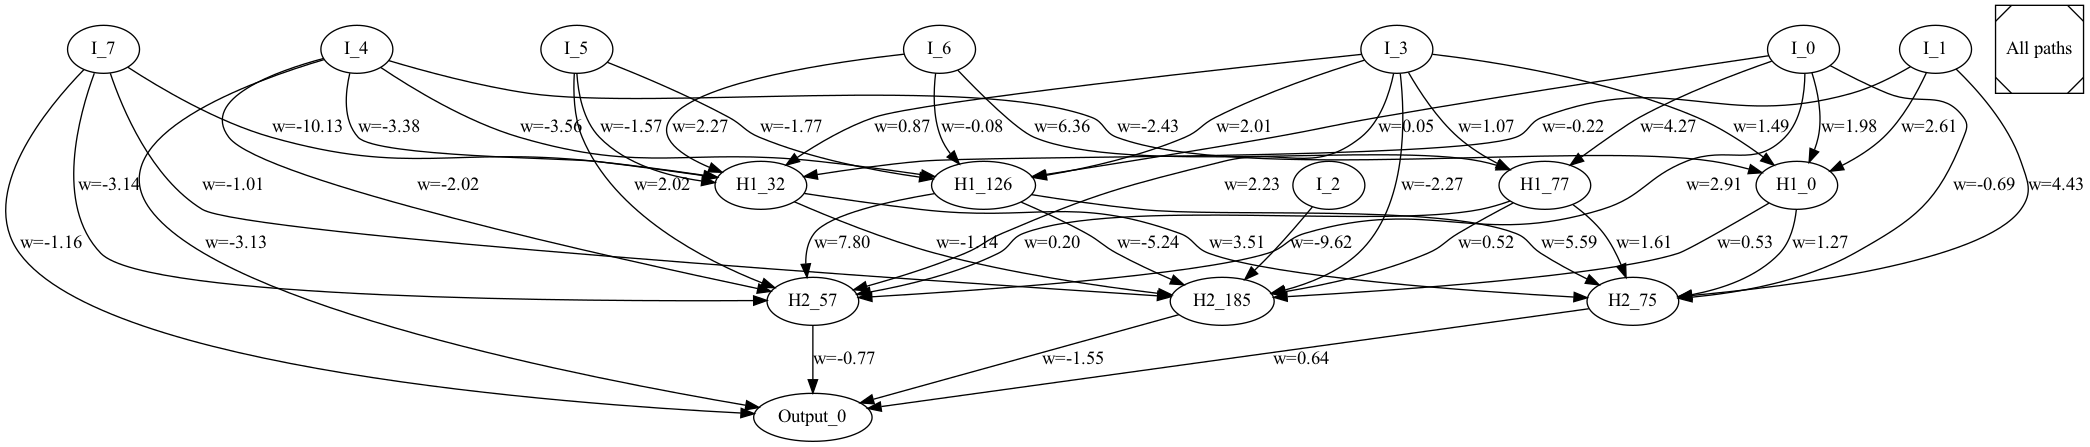 I_7
I_4
I_5
I_6
I_3
I_0
I_1
All paths
w=-10.13
w=-3.38
w=-3.56
w=-1.57
w=2.27
w=-1.77
w=0.87
w=-0.08
w=6.36
w=-2.43
w=2.01
w=0.05
w=1.07
w=-0.22
w=4.27
w=1.49
w=1.98
w=2.61
w=-3.14
w=-1.01
w=-2.02
w=2.02
H1_32
H1_126
w=2.23
I_2
w=-2.27
H1_77
w=2.91
H1_0
w=-0.69
w=4.43
w=-1.16
w=-3.13
w=7.80
w=-1.14
w=0.20
w=-5.24
w=3.51
w=-9.62
w=0.52
w=5.59
w=1.61
w=0.53
w=1.27
H2_57
H2_185
H2_75
w=-0.77
w=-1.55
w=0.64
Output_0